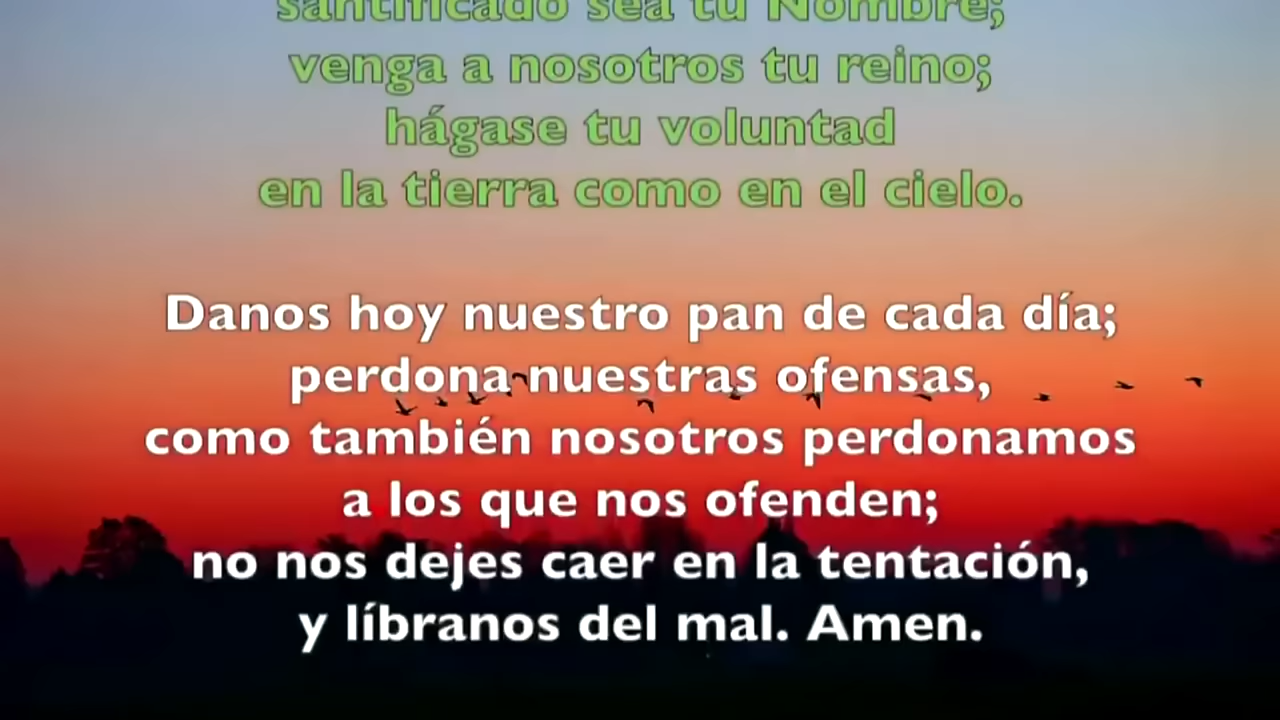 santificado sea tu Nombre;
venga a nosotros tu reino;
hágase tu voluntad
en la tierra como en el cielo.
Danos hoy nuestro pan de cada día;
perdona nuestras ofensas,
como también nosotros perdonamos
a los que nos ofenden;
no nos dejes caer en la tentación,
y líbranos del mal. Amen.